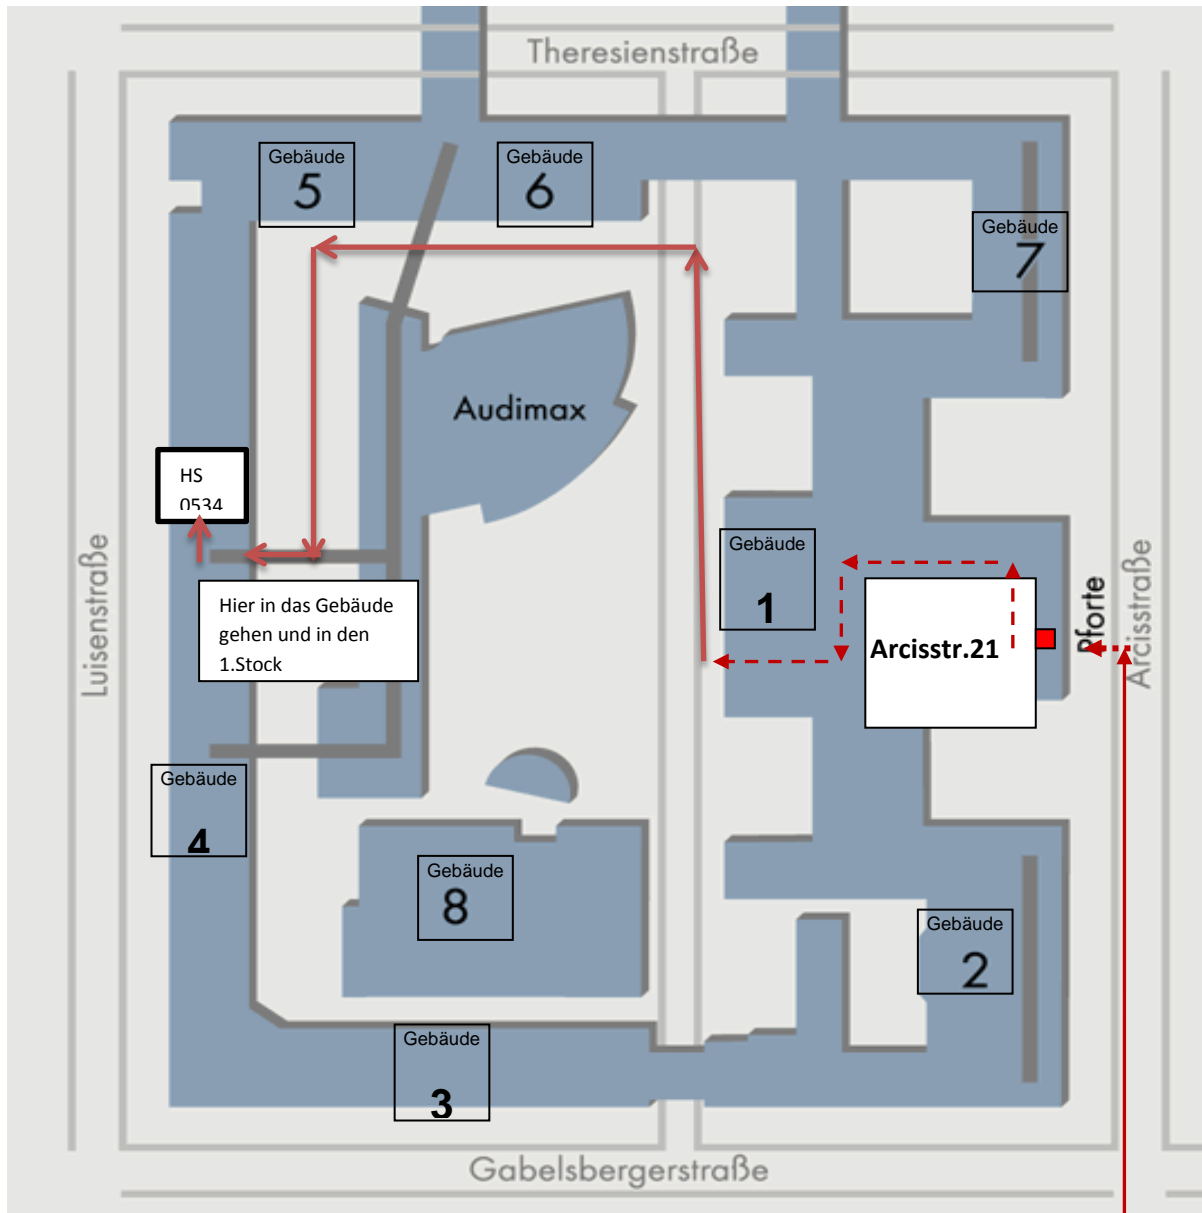 Theresienstraße
Gebäude
5
Gebäude
6
Gebäude
7
Audimax
HS
0534
Gebäude
1
Luisenstraße
Hier in das Gebäude
gehen und in den
1.Stock
Arcisstr.21
Pforte
Arcisstraße
Gebäude
4
Gebäude
8
Gebäude
2
Gebäude
3
Gabelsbergerstraße